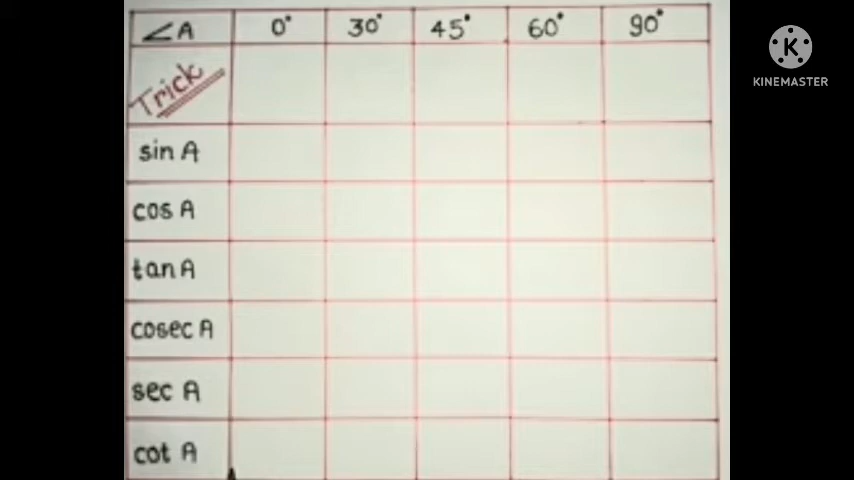 ∠A 0° 30° 45° 60° 90°
Trick
sin A
cos A
tan A
cosec A
sec A
cot A
K
KINEMASTER